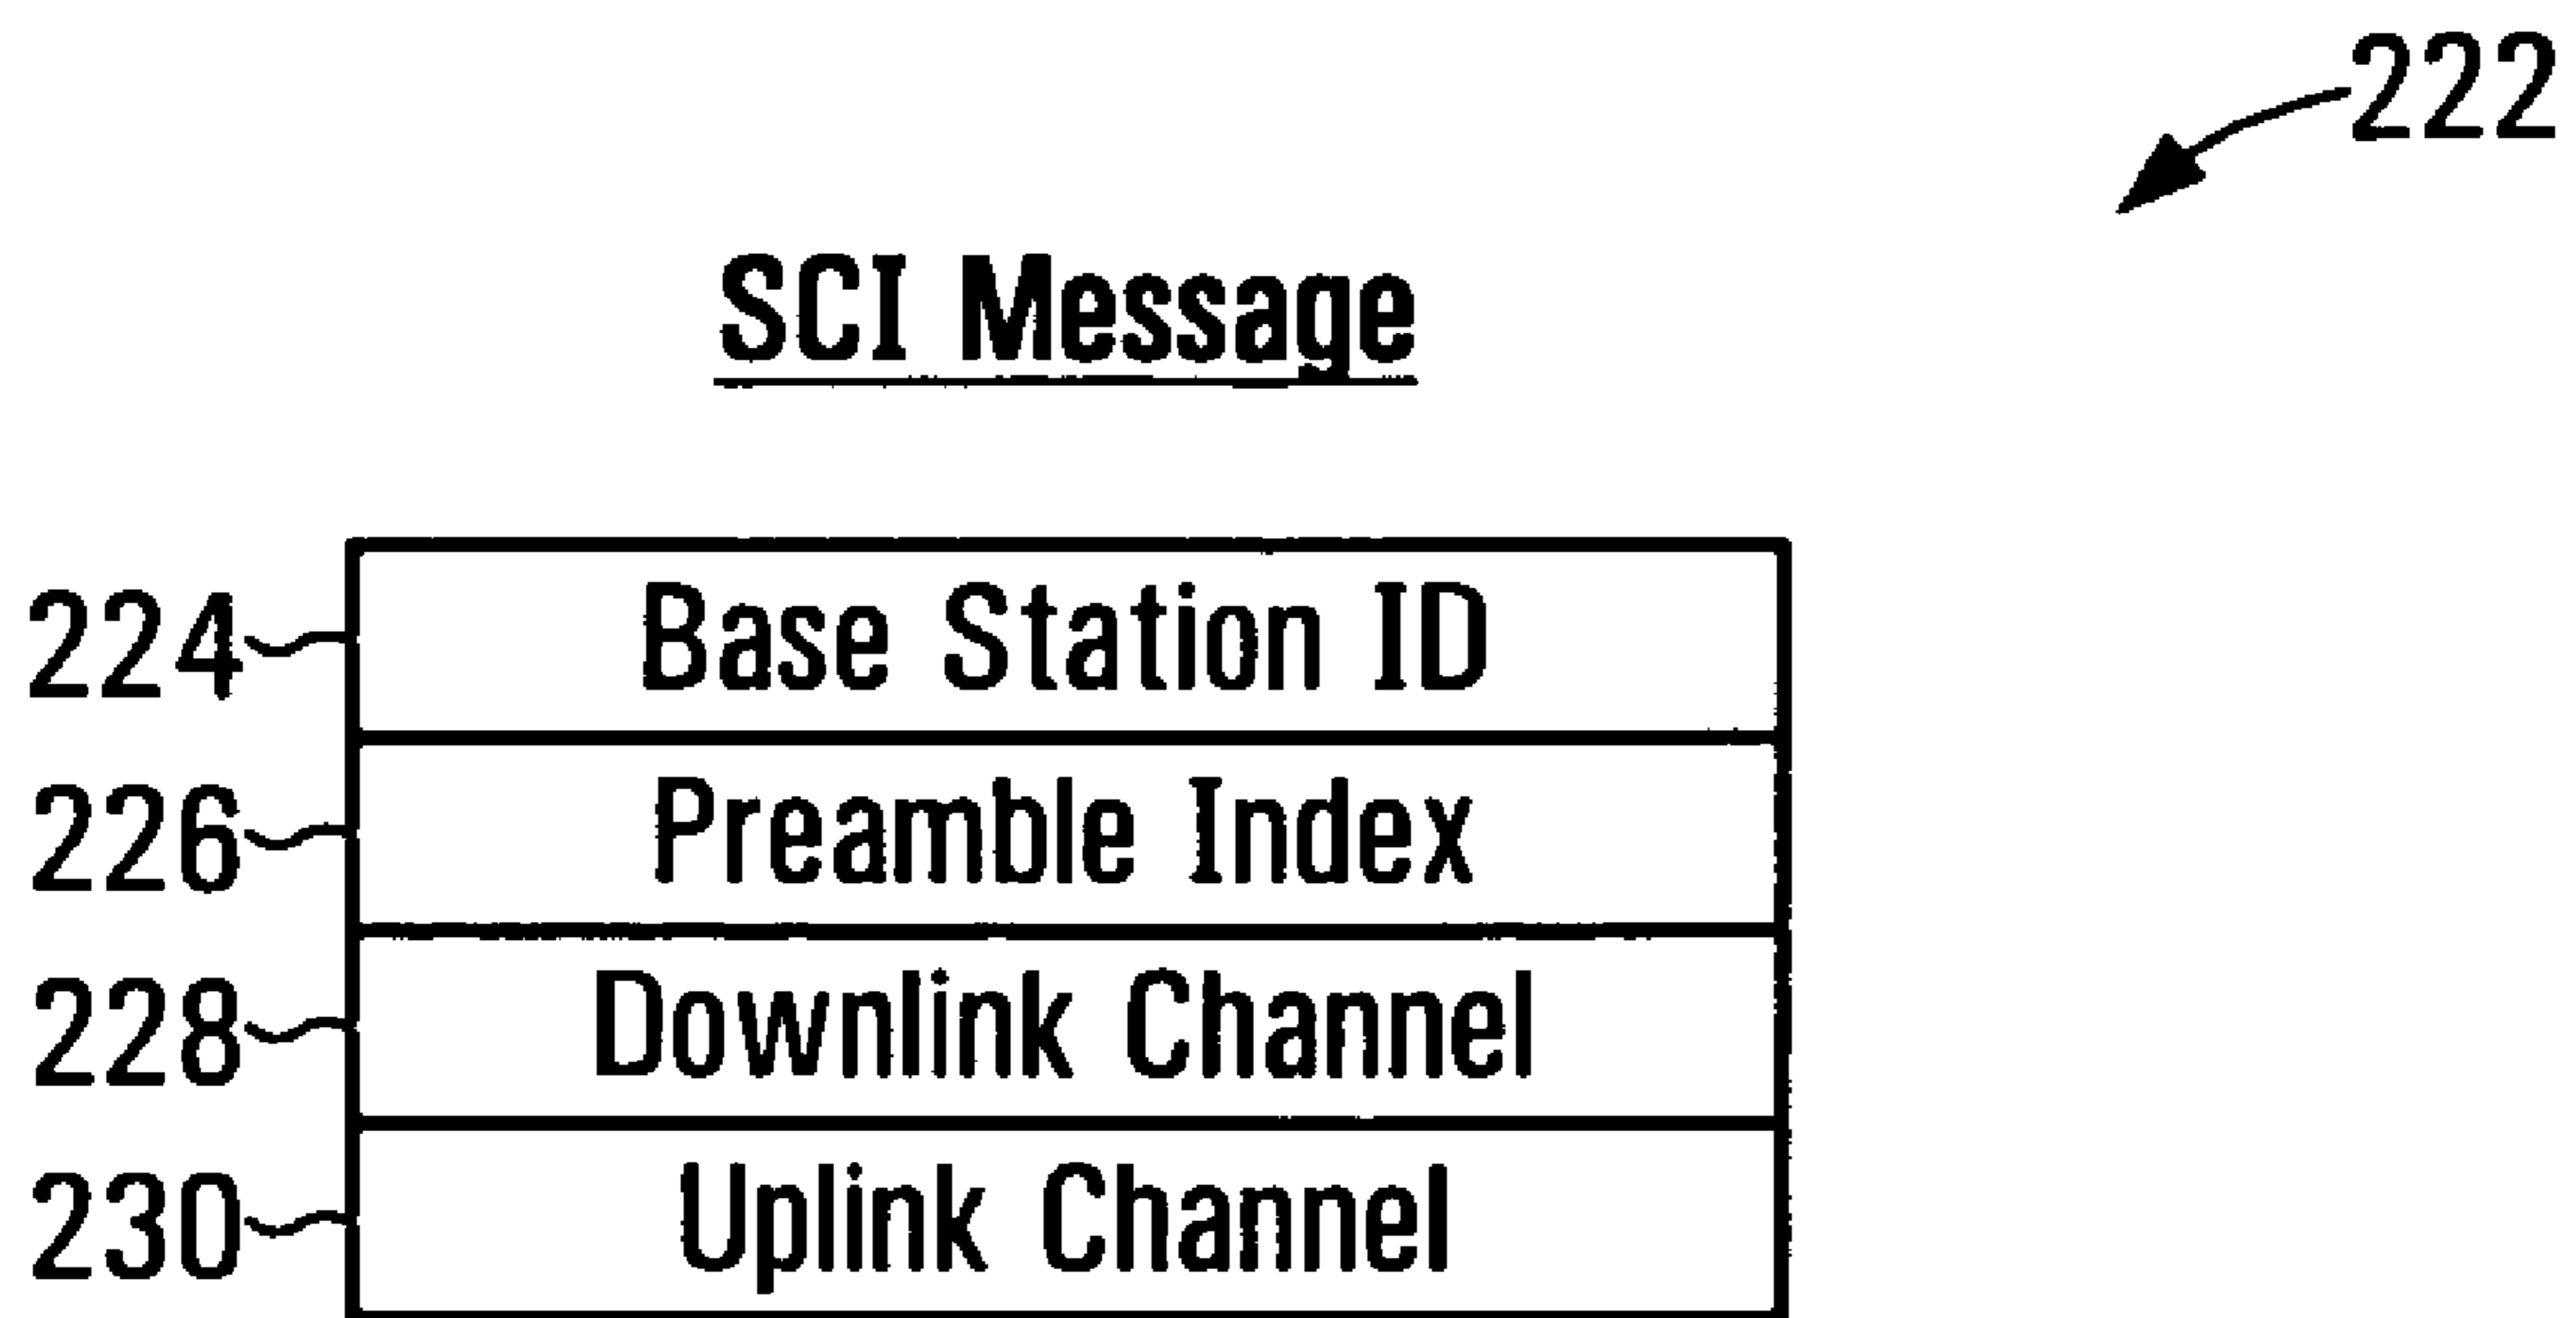 222
SCI Message
224 Base Station ID
226 Preamble Index
228 Downlink Channel
230 Uplink Channel